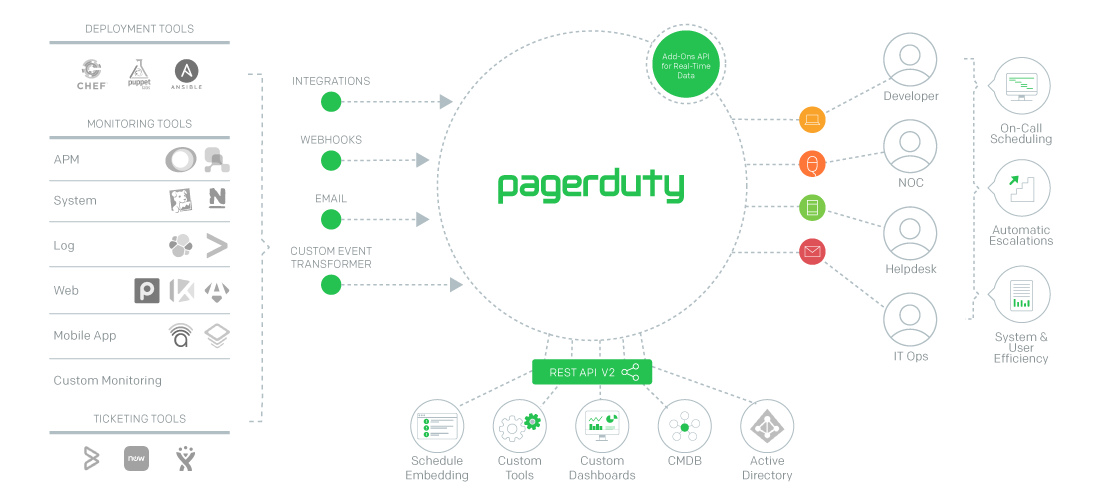 DEPLOYMENT TOOLS
CHEF
puppet
ANSIBLE
MONITORING TOOLS
APM
System
N
Log
Web
p
Mobile App
a
Custom Monitoring
TICKETING TOOLS
now
INTEGRATIONS
WEBHOOKS
EMAIL
CUSTOM EVENT
TRANSFORMER
Add-Ons API
for Real-Time
Data
pagerduty
REST API V2
Schedule
Embedding
Custom
Tools
Custom
Dashboards
CMDB
Active
Directory
Developer
NOC
Helpdesk
IT Ops
On-Call
Scheduling
Automatic
Escalations
System &
User
Efficiency